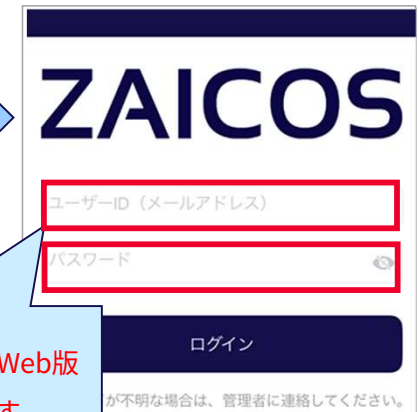 ZAICOS
ユーザーID（メールアドレス）
パスワード
ログイン
Web版
が不明な場合は、管理者に連絡してください。
す